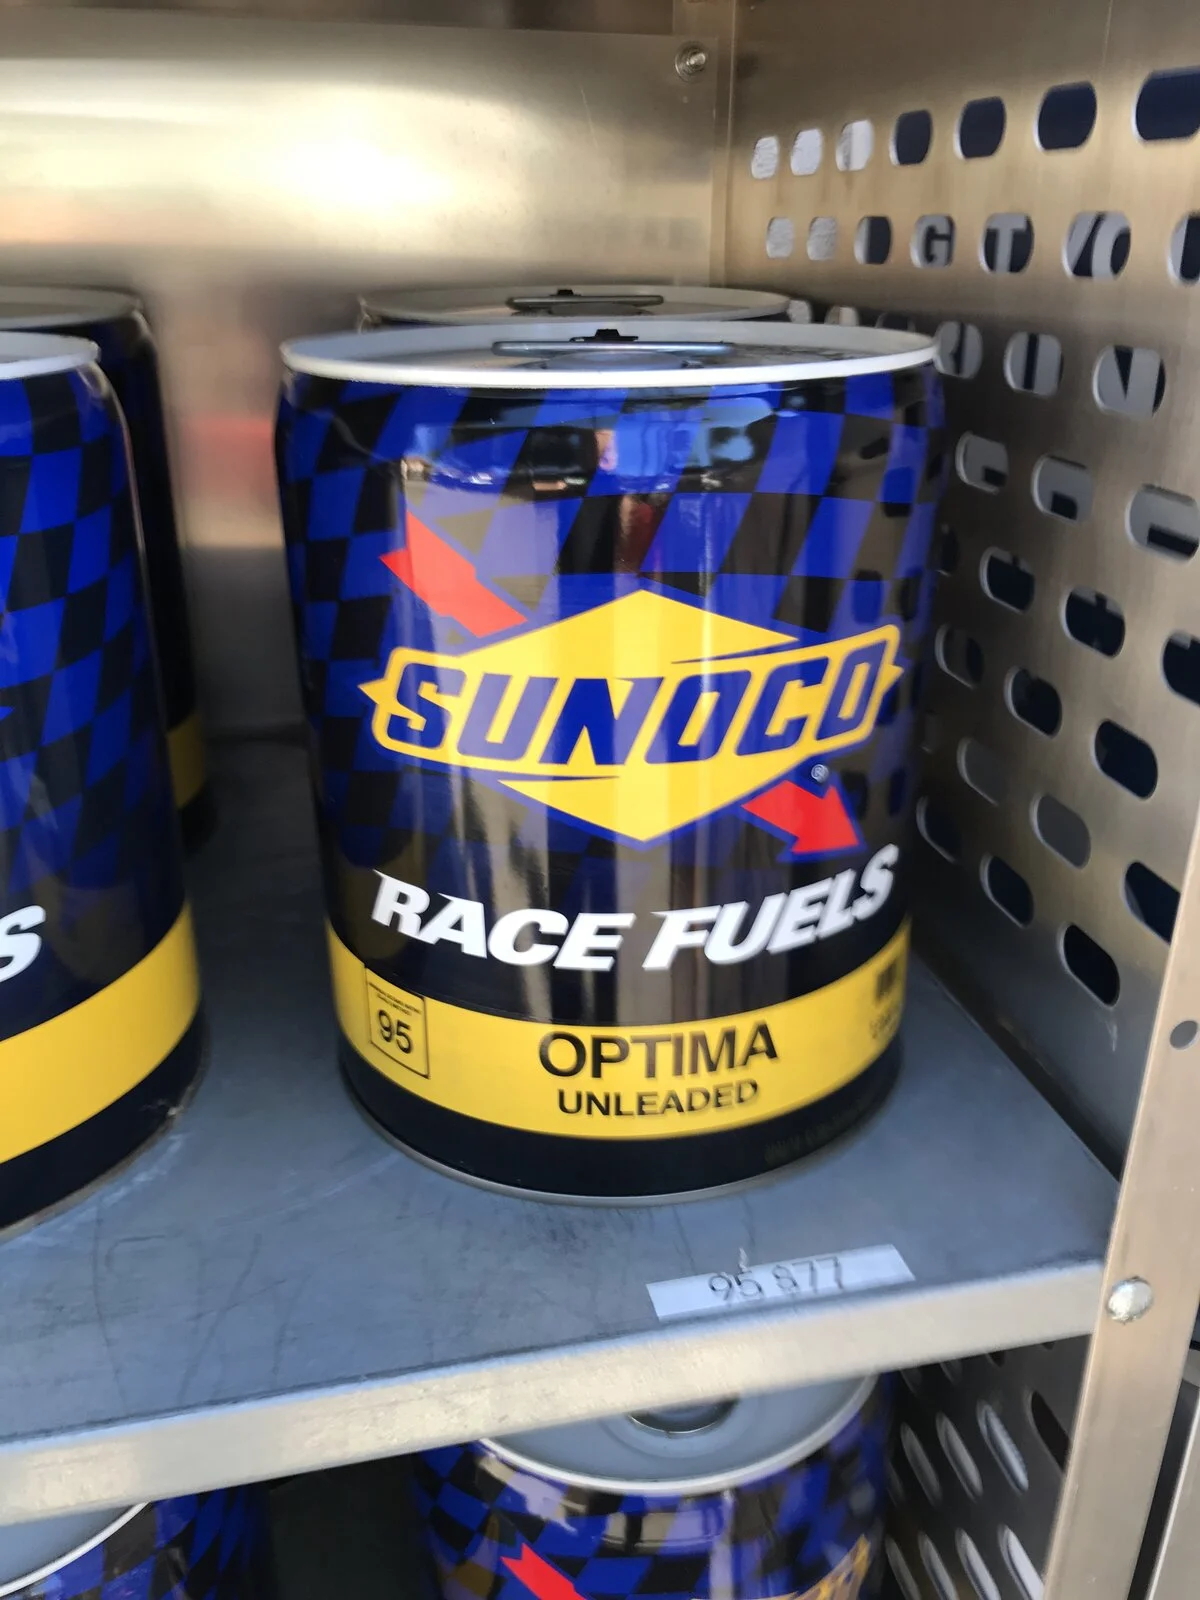 SUNOCO
®
RACE FUELS
95
OPTIMA
UNLEADED
95 877
S